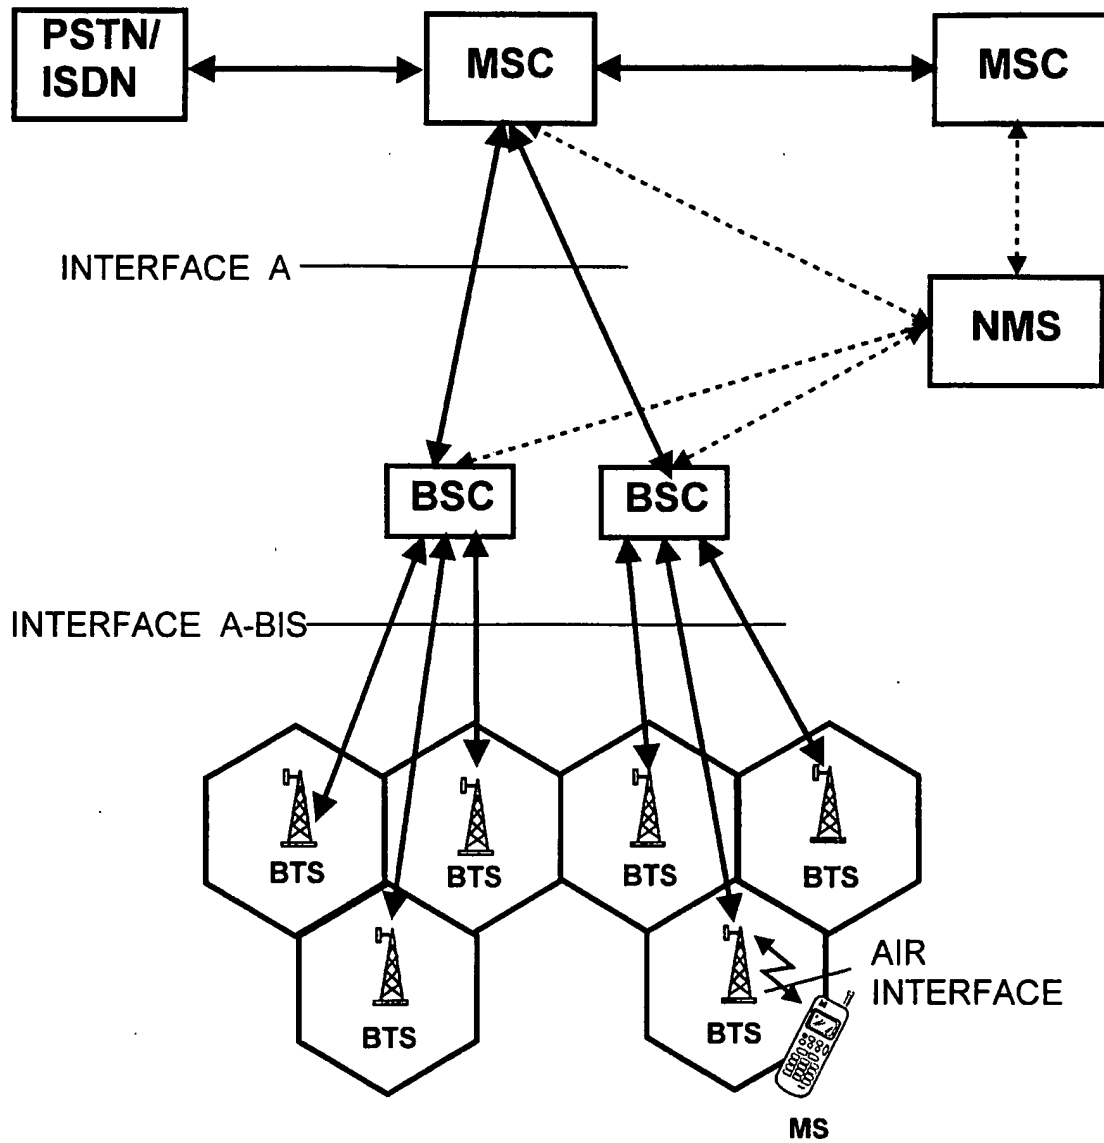 PSTN/
ISDN
MSC
MSC
INTERFACE A
NMS
BSC
BSC
INTERFACE A-BIS
BTS
BTS
BTS
BTS
BTS
BTS
AIR
INTERFACE
MS